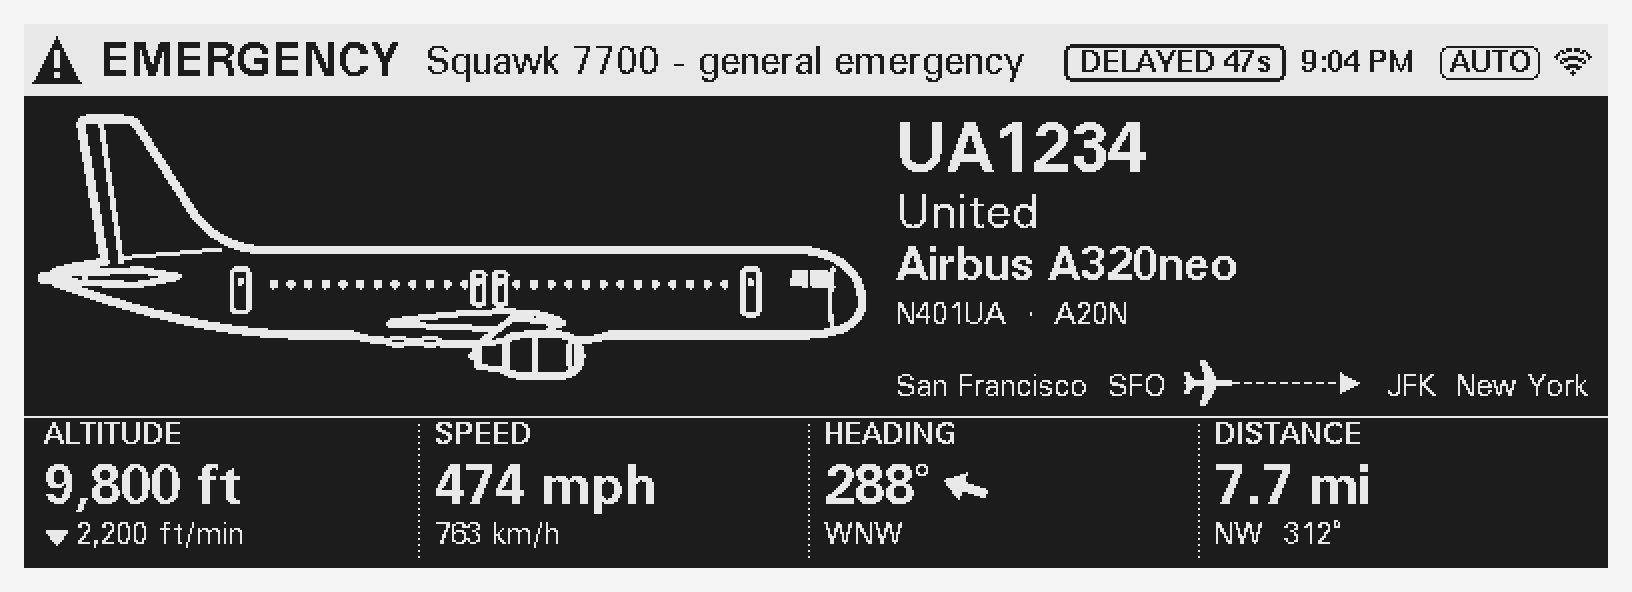 EMERGENCY Squawk 7700 - general emergency DELAYED 47s 9:04 PM AUTO
UA1234
United
Airbus A320neo
N401UA · A20N
San Francisco SFO JFK New York
ALTITUDE SPEED HEADING DISTANCE
9,800 ft 474 mph 288° 7.7 mi
2,200 ft/min 763 km/h WNW NW 312°